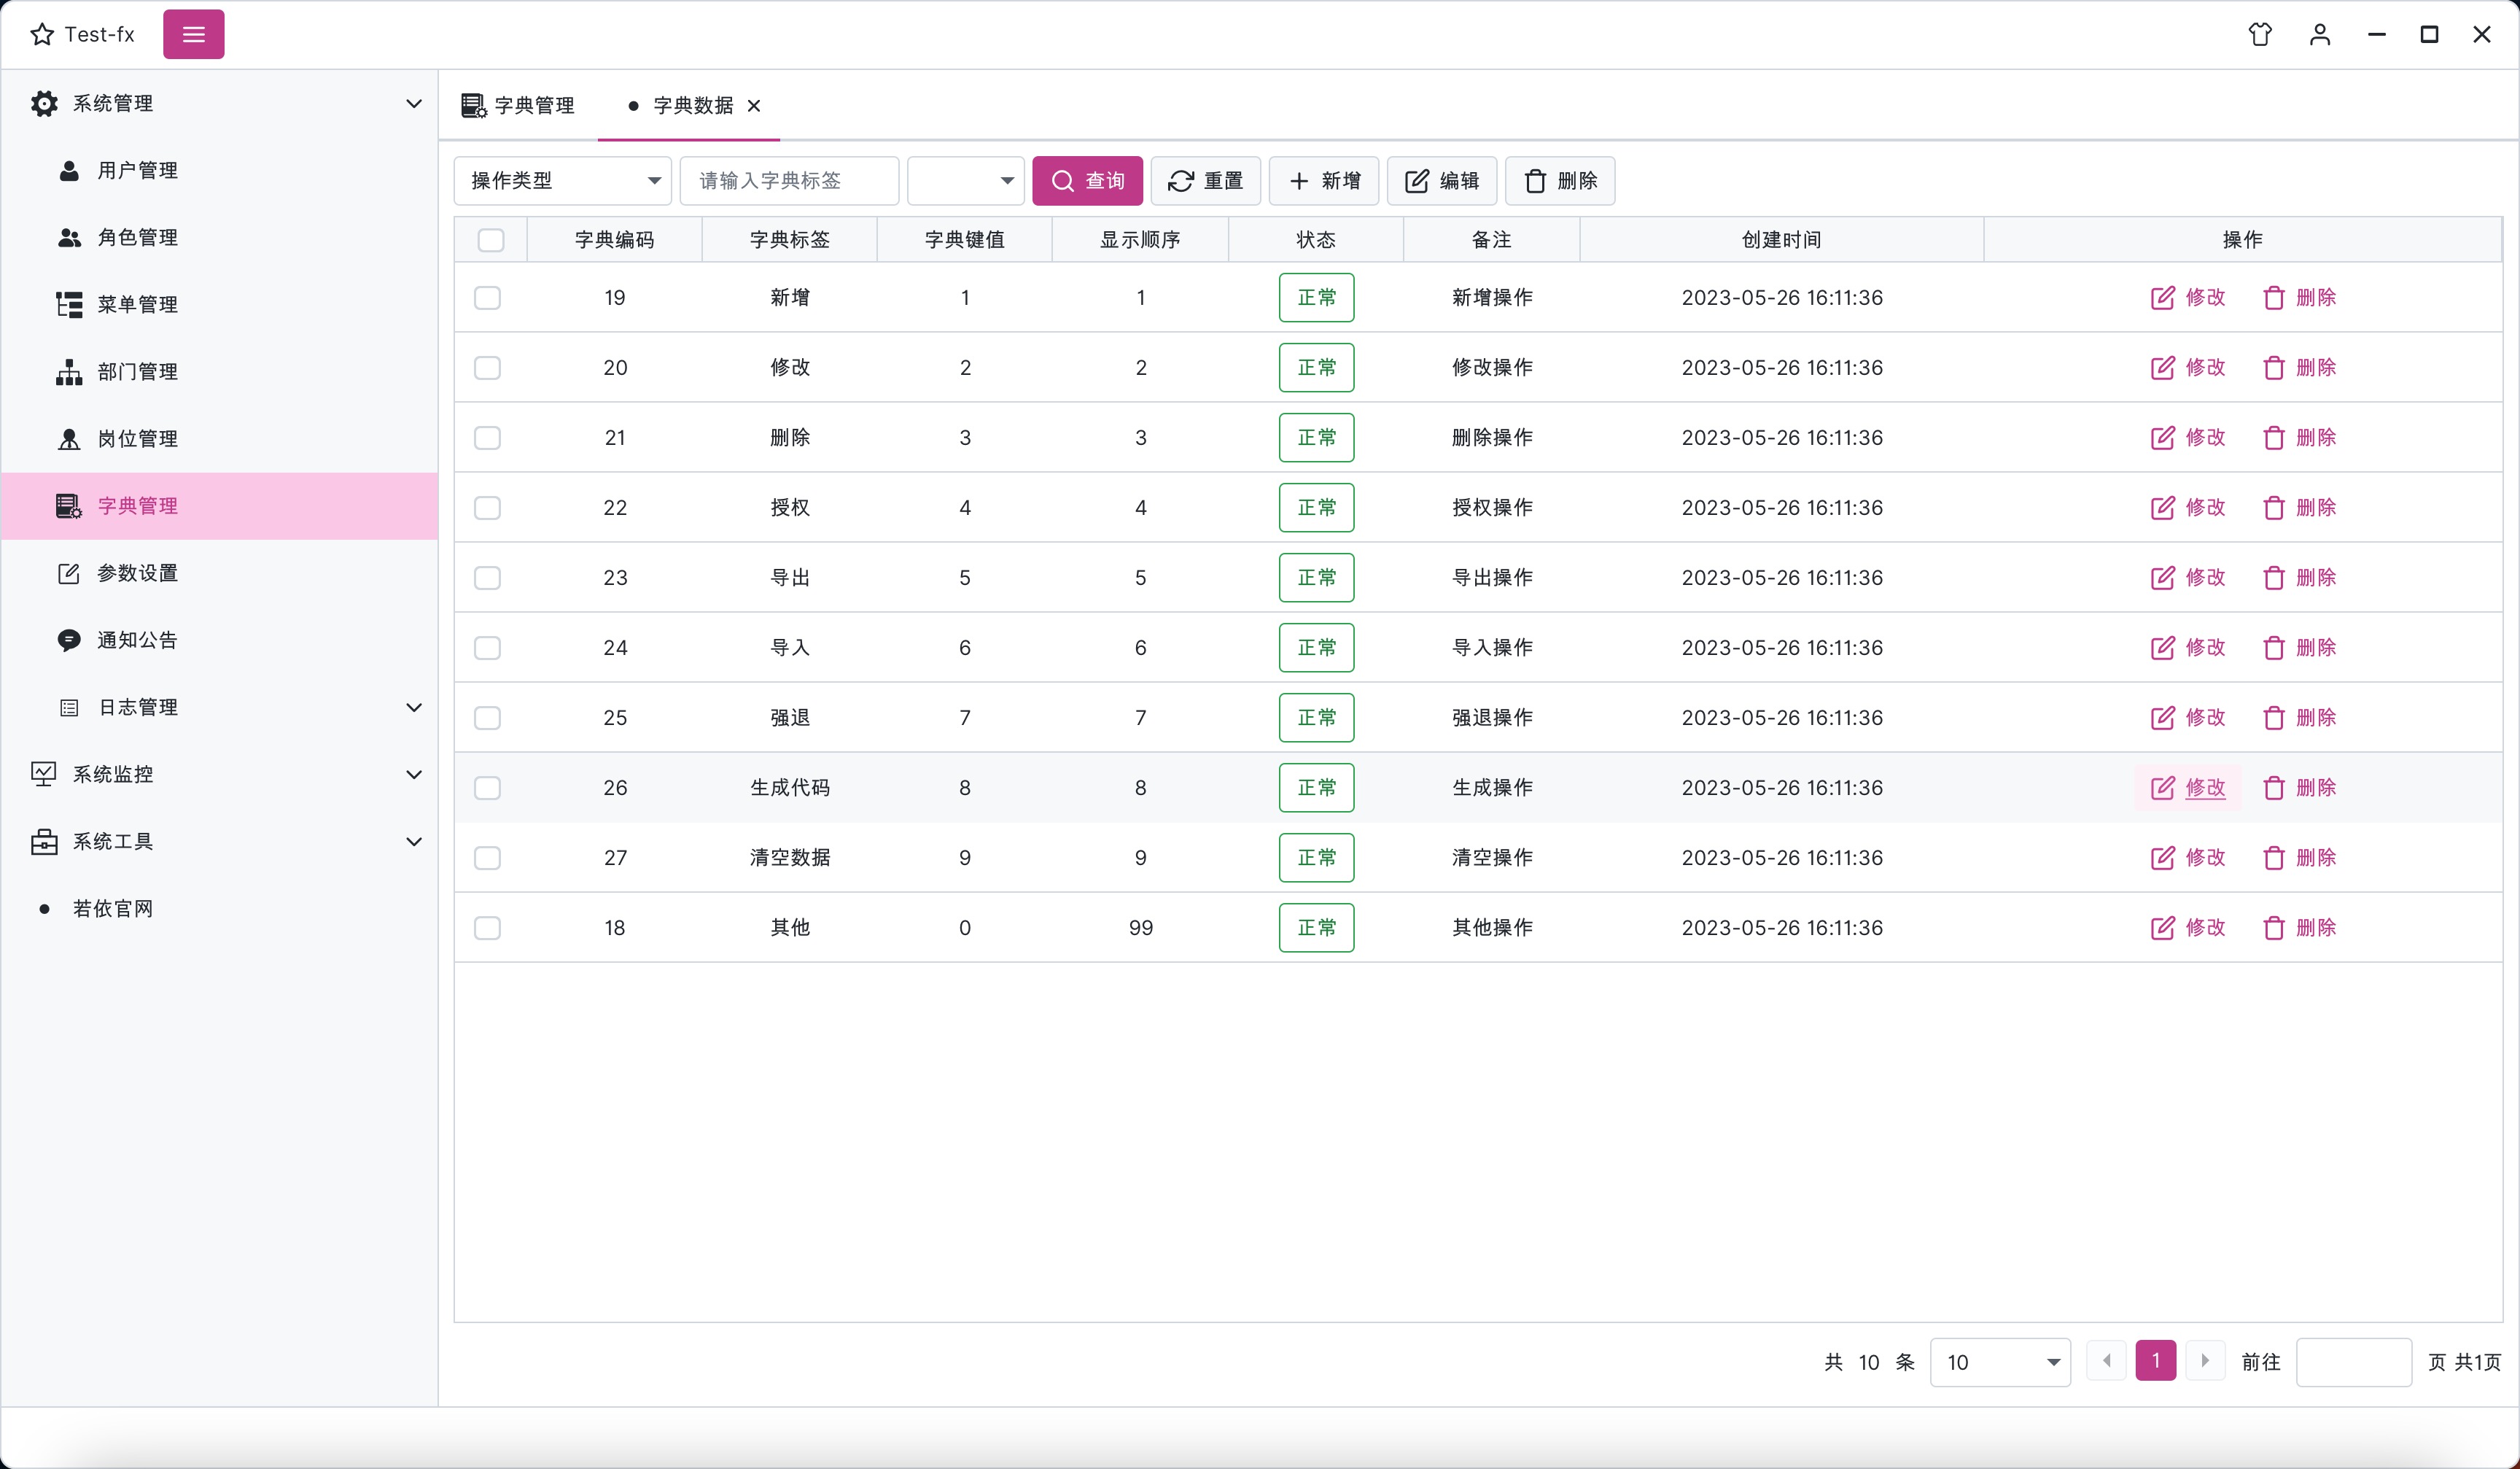 Test-fx
系统管理
用户管理
角色管理
菜单管理
部门管理
岗位管理
字典管理
参数设置
通知公告
日志管理
系统监控
系统工具
若依官网
字典管理 字典数据
操作类型 请输入字典标签 查询 重置 新增 编辑 删除
字典编码 字典标签 字典键值 显示顺序 状态 备注 创建时间 操作
19 新增 1 1 正常 新增操作 2023-05-26 16:11:36 修改 删除
20 修改 2 2 正常 修改操作 2023-05-26 16:11:36 修改 删除
21 删除 3 3 正常 删除操作 2023-05-26 16:11:36 修改 删除
22 授权 4 4 正常 授权操作 2023-05-26 16:11:36 修改 删除
23 导出 5 5 正常 导出操作 2023-05-26 16:11:36 修改 删除
24 导入 6 6 正常 导入操作 2023-05-26 16:11:36 修改 删除
25 强退 7 7 正常 强退操作 2023-05-26 16:11:36 修改 删除
26 生成代码 8 8 正常 生成操作 2023-05-26 16:11:36 修改 删除
27 清空数据 9 9 正常 清空操作 2023-05-26 16:11:36 修改 删除
18 其他 0 99 正常 其他操作 2023-05-26 16:11:36 修改 删除
共 10 条 10 1 前往 页 共1页